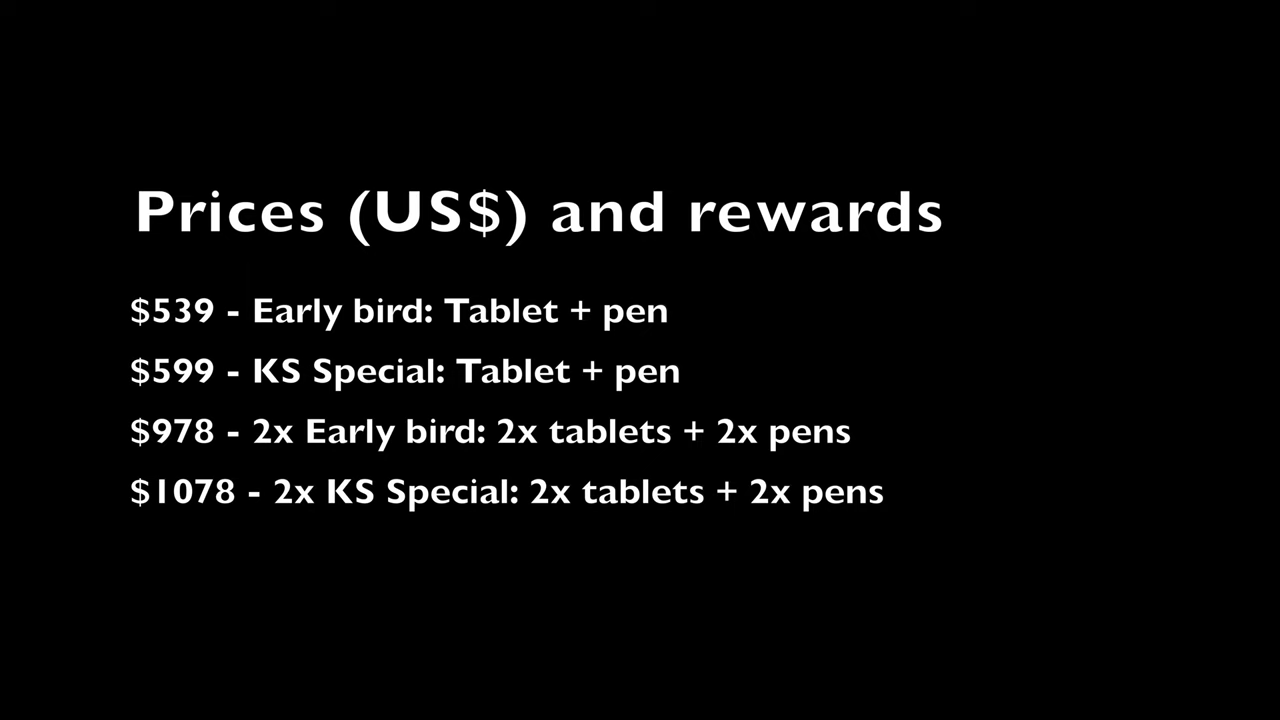 Prices (US$) and rewards
$539 - Early bird: Tablet + pen
$599 - KS Special: Tablet + pen
$978 - 2x Early bird: 2x tablets + 2x pens
$1078 - 2x KS Special: 2x tablets + 2x pens